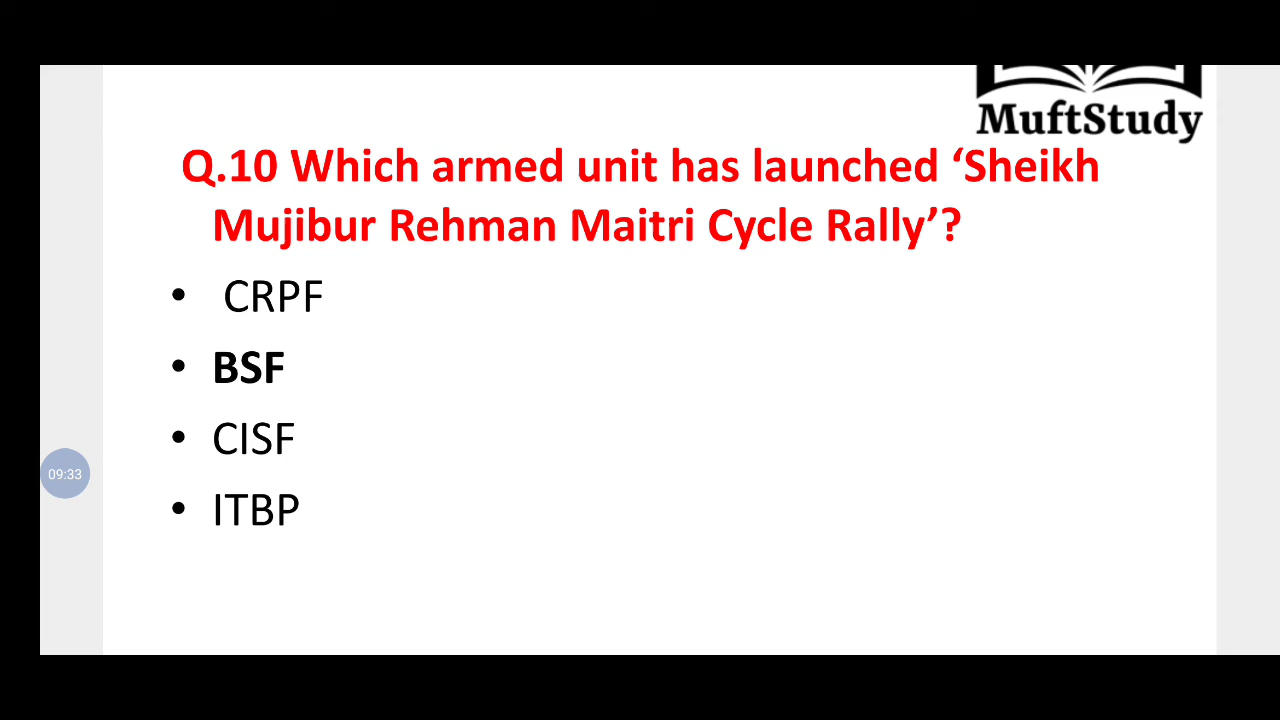 MuftStudy
Q.10 Which armed unit has launched ‘Sheikh
Mujibur Rehman Maitri Cycle Rally’?
• CRPF
• BSF
• CISF
09:33
• ITBP